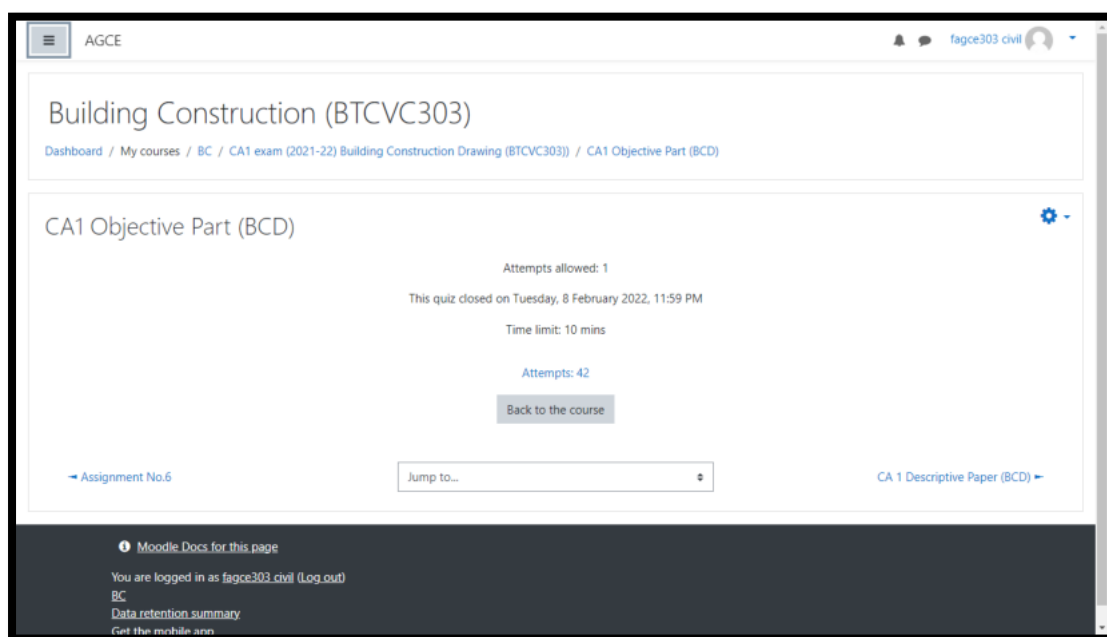 AGCE
fagce303 civil
Building Construction (BTCVC303)
Dashboard / My courses / BC / CA1 exam (2021-22) Building Construction Drawing (BTCVC303)) / CA1 Objective Part (BCD)
CA1 Objective Part (BCD)
Attempts allowed: 1
This quiz closed on Tuesday, 8 February 2022, 11:59 PM
Time limit: 10 mins
Attempts: 42
Back to the course
◄ Assignment No.6
Jump to...
CA 1 Descriptive Paper (BCD) ►
Moodle Docs for this page
You are logged in as fagce303 civil (Log out)
BC
Data retention summary
Get the mobile app